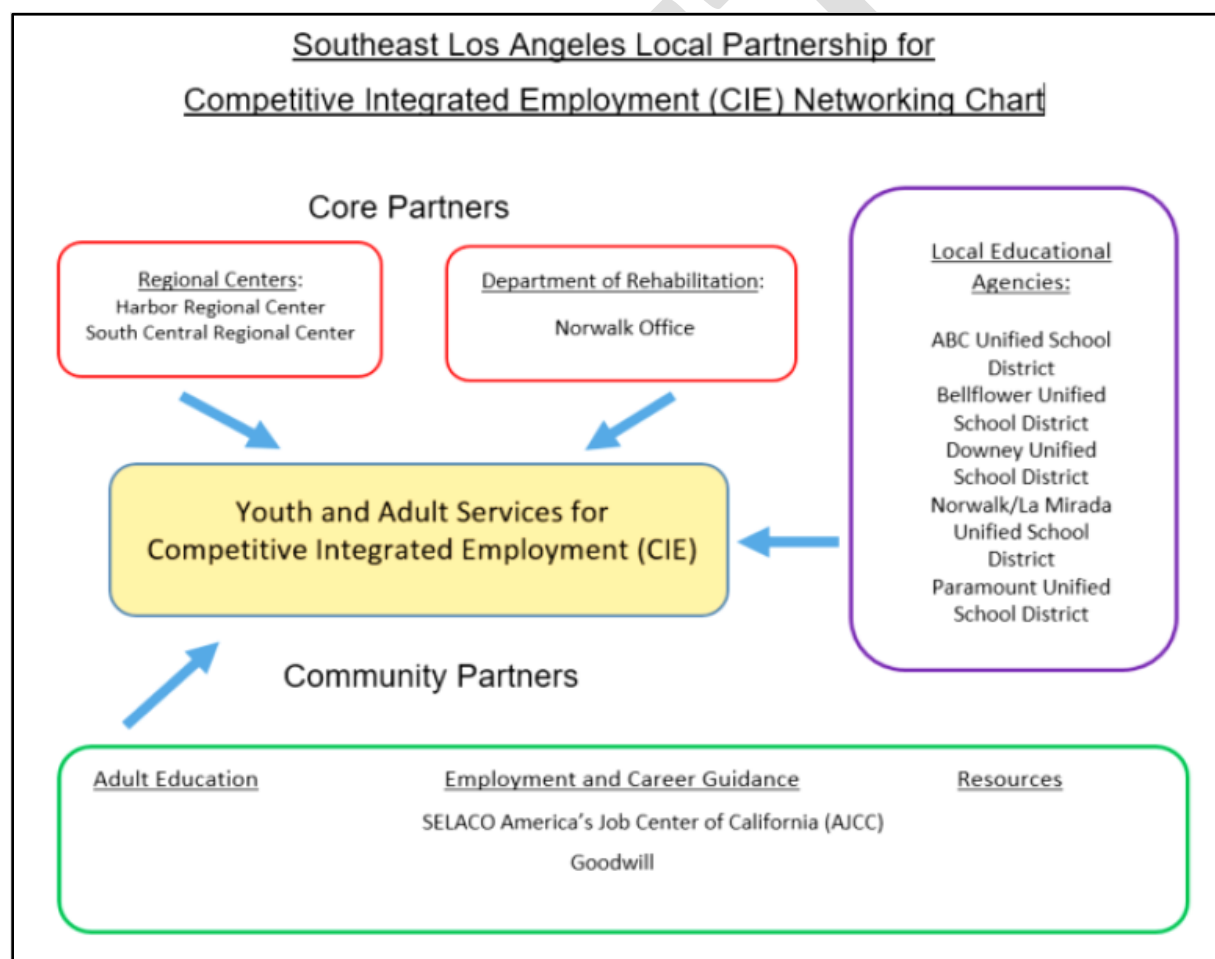 Southeast Los Angeles Local Partnership for
Competitive Integrated Employment (CIE) Networking Chart
Core Partners
Regional Centers:
Harbor Regional Center
South Central Regional Center
Department of Rehabilitation:
Norwalk Office
Local Educational
Agencies:
ABC Unified School
District
Bellflower Unified
School District
Downey Unified
School District
Norwalk/La Mirada
Unified School
District
Paramount Unified
School District
Youth and Adult Services for
Competitive Integrated Employment (CIE)
Community Partners
Adult Education
Employment and Career Guidance
SELACO America's Job Center of California (AJCC)
Goodwill
Resources